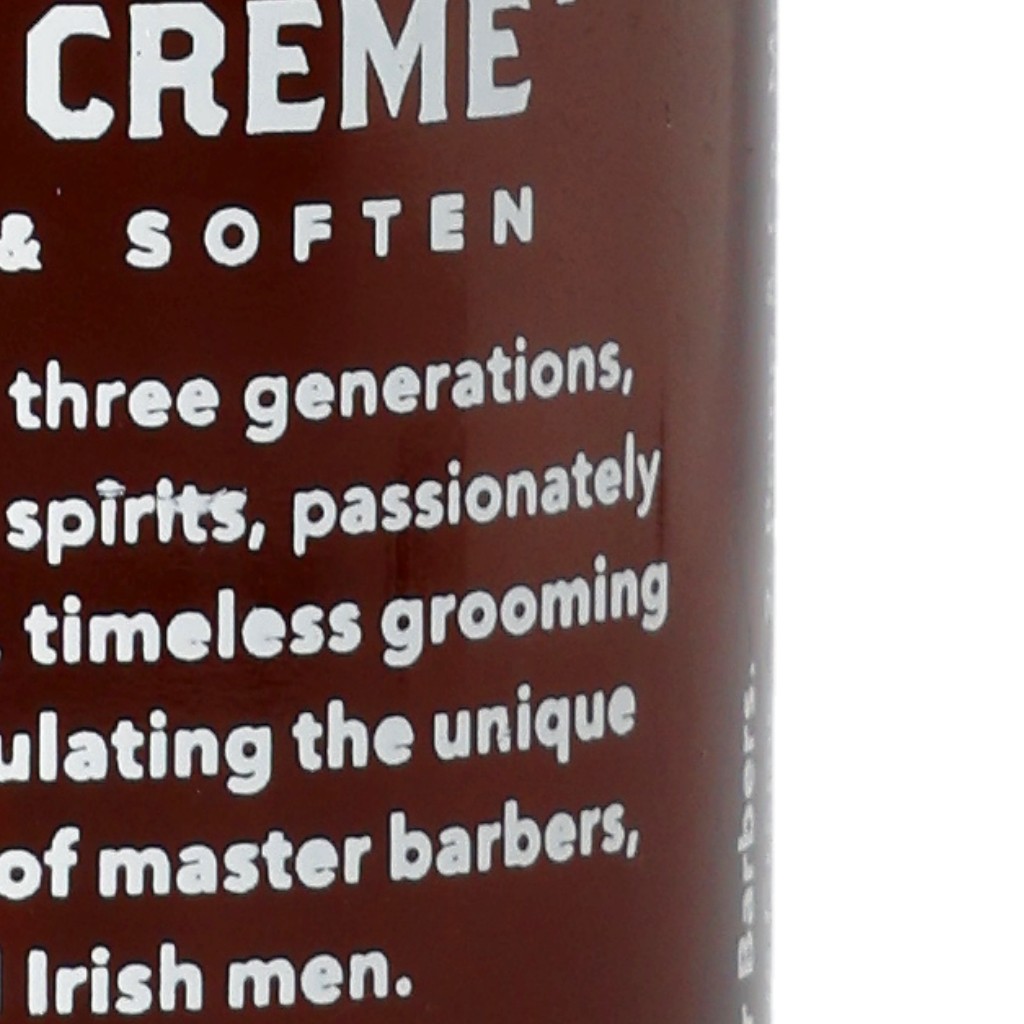 CREME
& SOFTEN
three generations,
spirits, passionately
timeless grooming
ulating the unique
of master barbers,
Irish men.
Barbers.